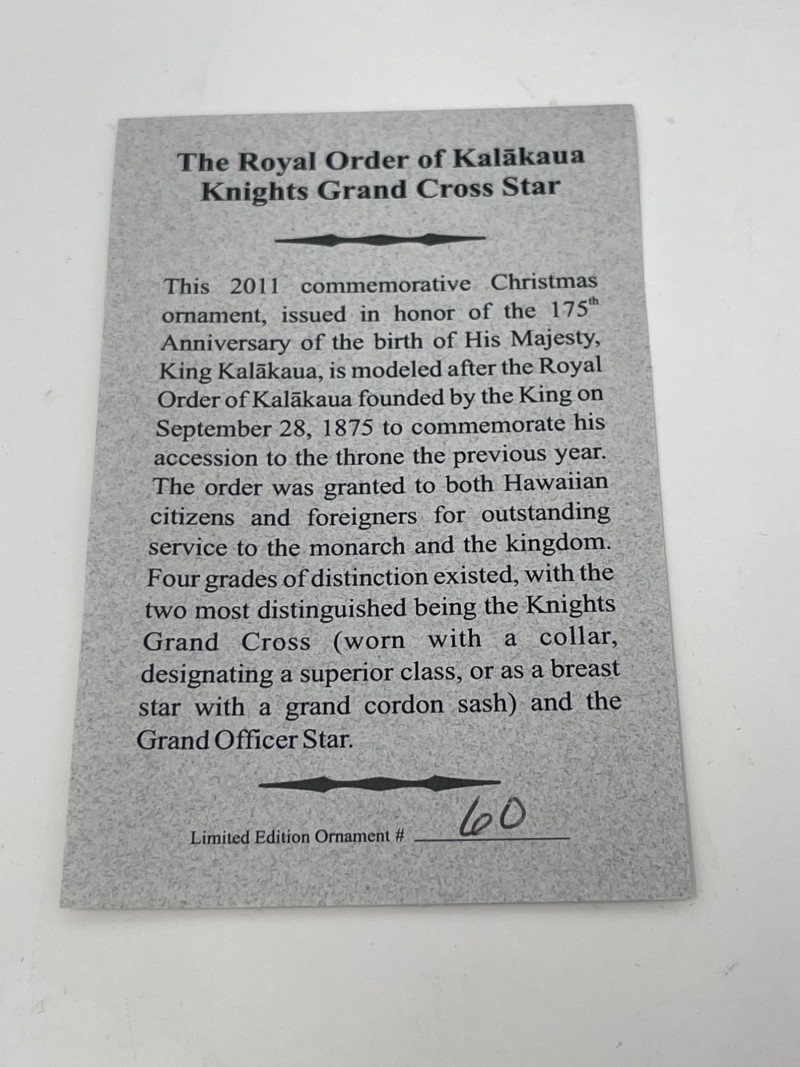 The Royal Order of Kalākaua
Knights Grand Cross Star
This 2011 commemorative Christmas
ornament, issued in honor of the 175th
Anniversary of the birth of His Majesty,
King Kalākaua, is modeled after the Royal
Order of Kalākaua founded by the King on
September 28, 1875 to commemorate his
accession to the throne the previous year.
The order was granted to both Hawaiian
citizens and foreigners for outstanding
service to the monarch and the kingdom.
Four grades of distinction existed, with the
two most distinguished being the Knights
Grand Cross (worn with a collar,
designating a superior class, or as a breast
star with a grand cordon sash) and the
Grand Officer Star.
Limited Edition Ornament # 60